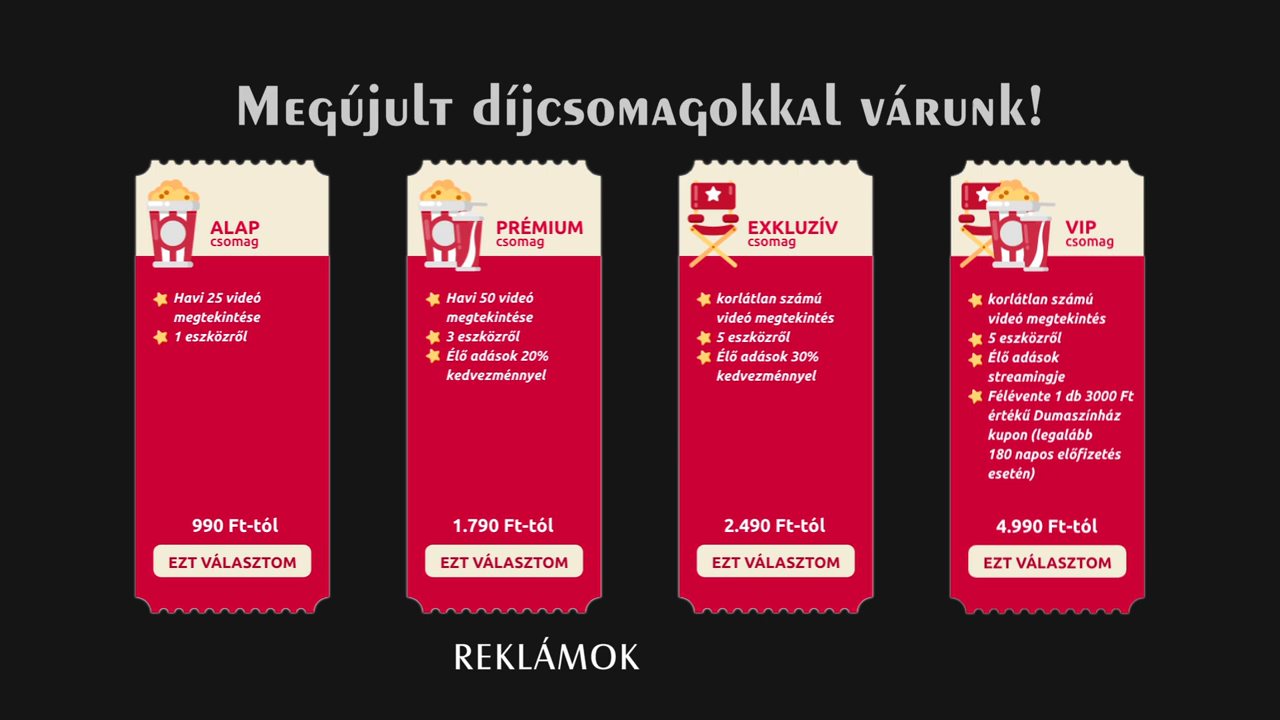 Megújult díjcsomagokkal várunk!
ALAP
csomag
Havi 25 videó
megtekintése
1 eszközről
990 Ft-tól
EZT VÁLASZTOM
PRÉMIUM
csomag
Havi 50 videó
megtekintése
3 eszközről
Élő adások 20%
kedvezménnyel
1.790 Ft-tól
EZT VÁLASZTOM
EXKLUZÍV
csomag
korlátlan számú
videó megtekintés
5 eszközről
Élő adások 30%
kedvezménnyel
2.490 Ft-tól
EZT VÁLASZTOM
VIP
csomag
korlátlan számú
videó megtekintés
5 eszközről
Élő adások
streamingje
Félévente 1 db 3000 Ft
értékű Dumaszínház
kupon (legalább
180 napos előfizetés
esetén)
4.990 Ft-tól
EZT VÁLASZTOM
REKLÁMOK